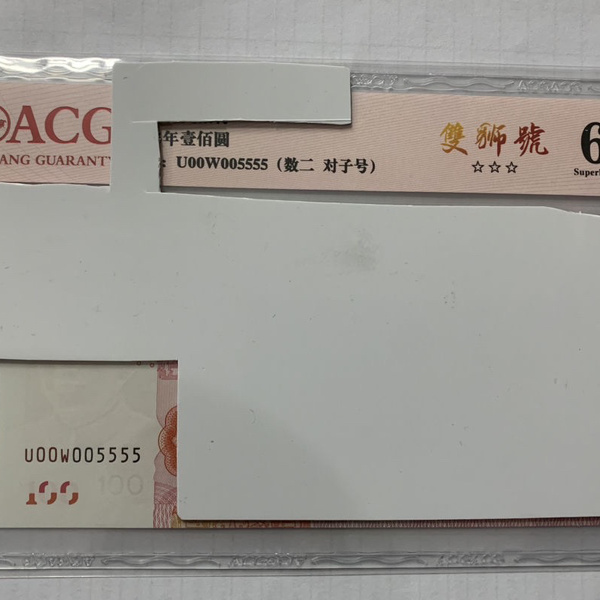 ACG
ANG GUARANT
年壹佰圓
: U00W005555（数二 对子号）
雙獅號
☆☆☆
6
Super
U00W005555
100 100